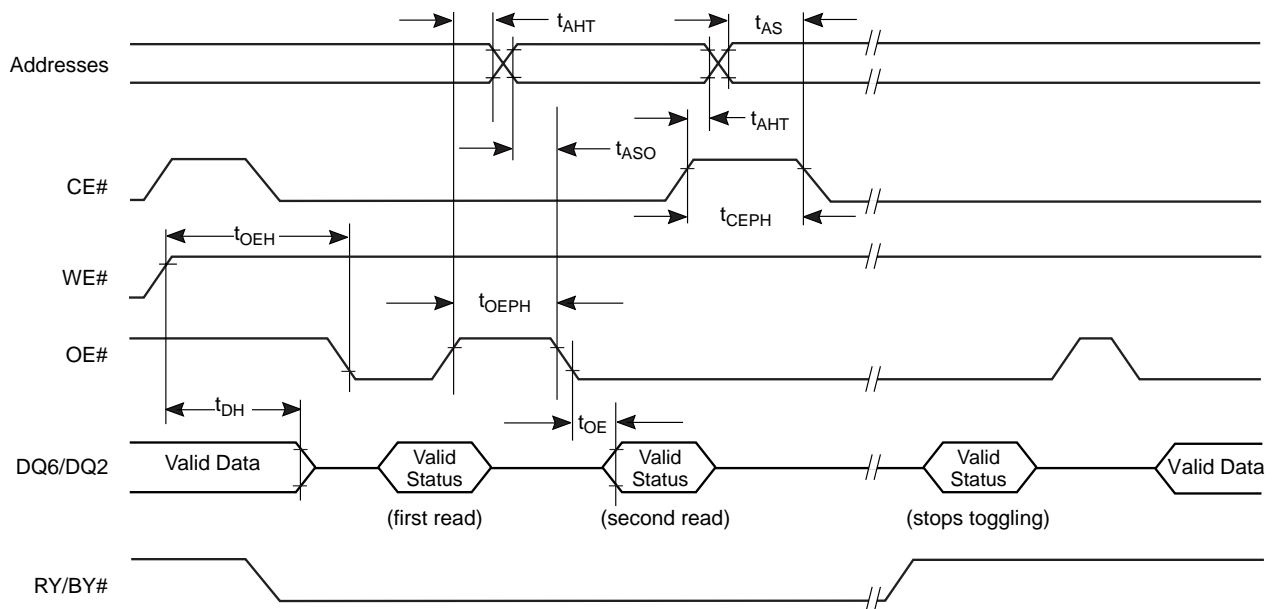 tAHT
tAS
Addresses
tAHT
tASO
CE#
tCEPH
tOEH
WE#
tOEPH
OE#
tDH
tOE
DQ6/DQ2
Valid Data
Valid
Status
Valid
Status
Valid
Status
Valid Data
(first read)
(second read)
(stops toggling)
RY/BY#